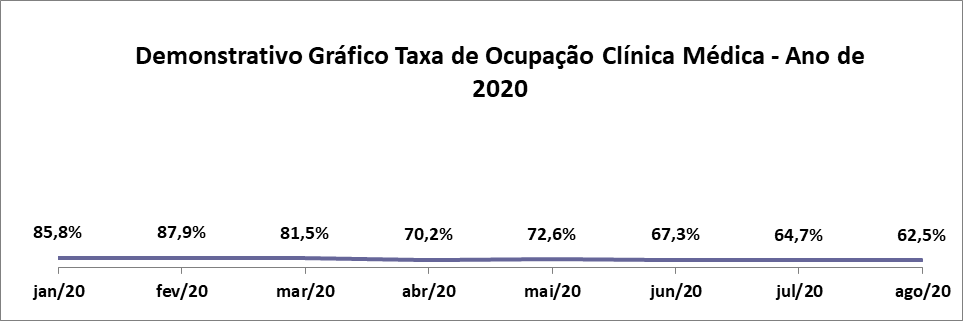 Demonstrativo Gráfico Taxa de Ocupação Clínica Médica - Ano de
2020
85,8% 87,9% 81,5% 70,2% 72,6% 67,3% 64,7% 62,5%
jan/20 fev/20 mar/20 abr/20 mai/20 jun/20 jul/20 ago/20